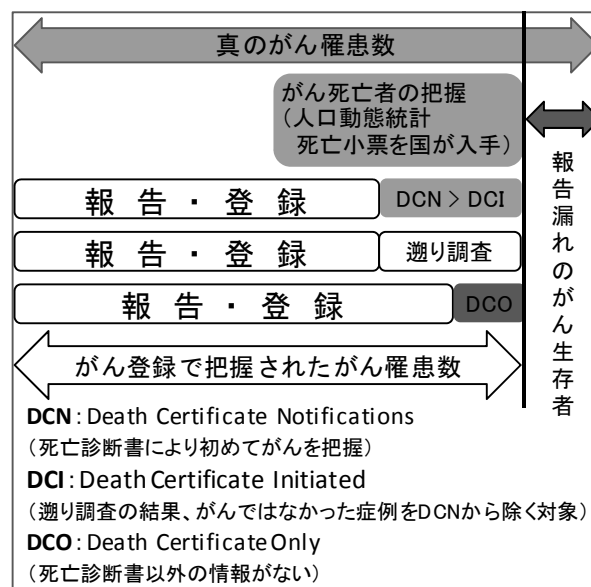 真のがん罹患数
がん死亡者の把握
(人口動態統計
死亡小票を国が入手)
報告・登録
DCN > DCI
報告・登録
遡り調査
報告・登録
DCO
がん登録で把握されたがん罹患数
報告漏れのがん生存者
DCN:Death Certificate Notifications
(死亡診断書により初めてがんを把握)
DCI:Death Certificate Initiated
(遡り調査の結果、がんではなかった症例をDCNから除く対象)
DCO:Death Certificate Only
(死亡診断書以外の情報がない)